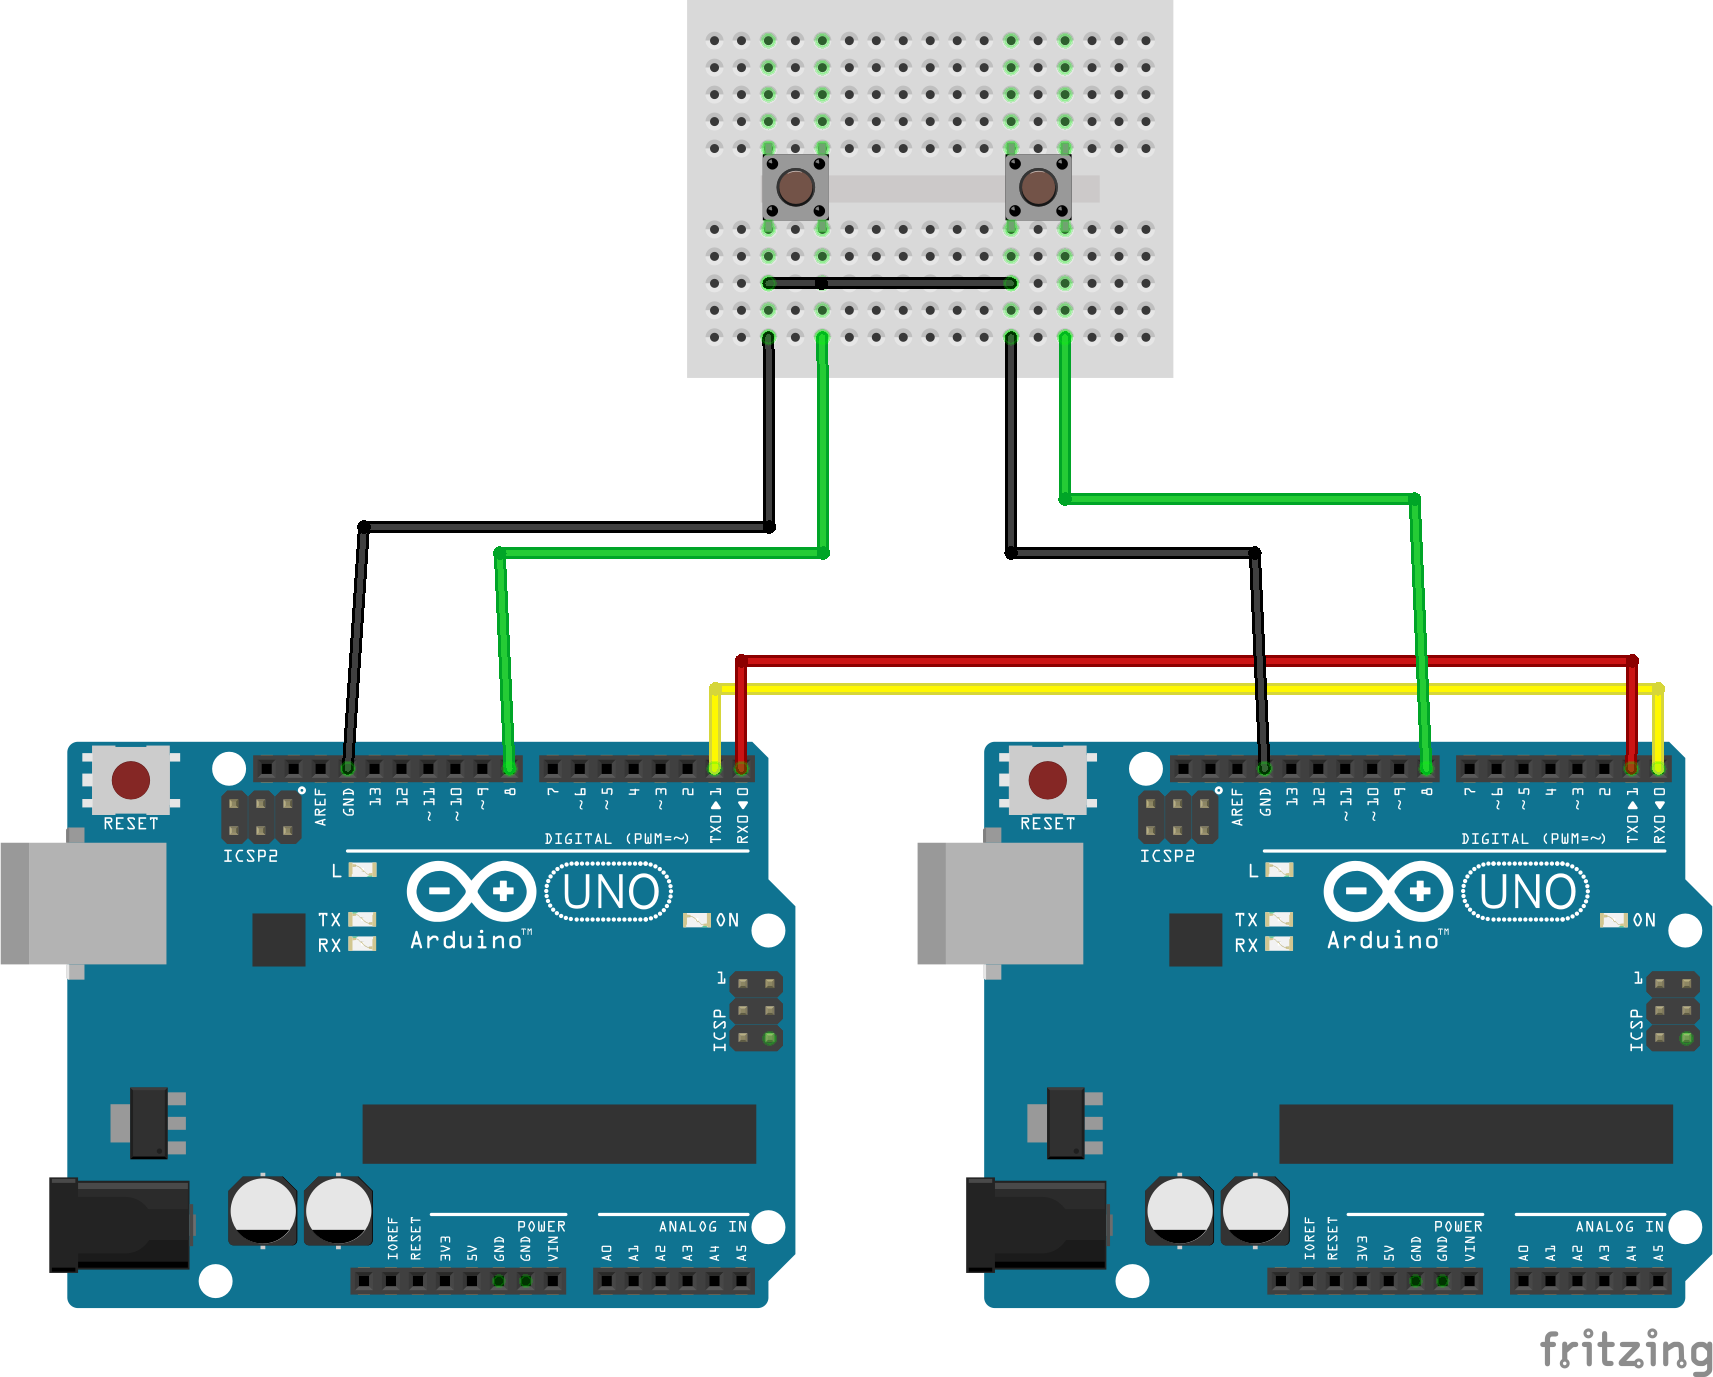 RESET
ICSP2
AREF
GND
13
12
~11
~10
~9
8
7
~6
~5
4
~3
2
TX0▶1
RX0◀0
DIGITAL (PWM=~)
L
TX
RX
UNO
Arduino™
ON
1
ICSP
IOREF
RESET
3V3
5V
GND
GND
VIN
POWER
ANALOG IN
A0
A1
A2
A3
A4
A5
RESET
ICSP2
AREF
GND
13
12
~11
~10
~9
8
7
~6
~5
4
~3
2
TX0▶1
RX0◀0
DIGITAL (PWM=~)
L
TX
RX
UNO
Arduino™
ON
1
ICSP
IOREF
RESET
3V3
5V
GND
GND
VIN
POWER
ANALOG IN
A0
A1
A2
A3
A4
A5
fritzing